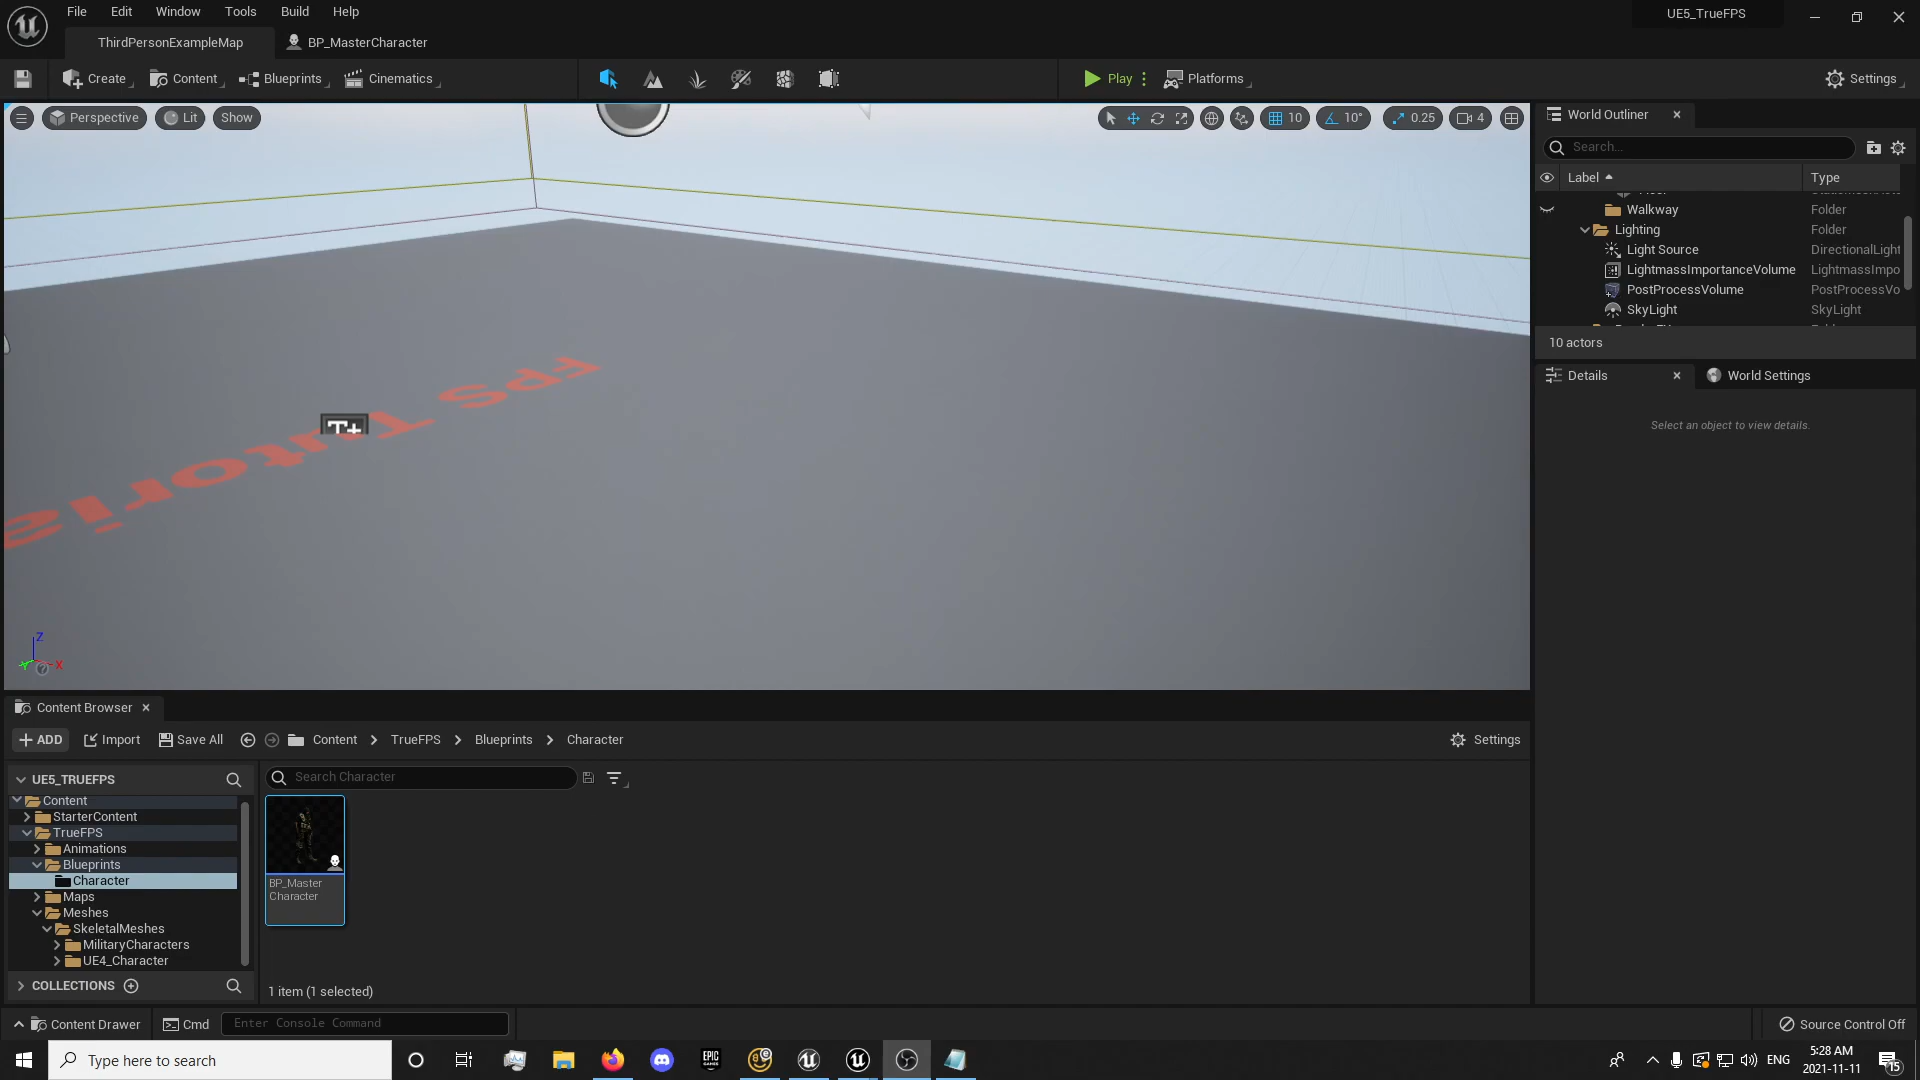 File Edit Window Tools Build Help
UE5_TrueFPS
ThirdPersonExampleMap
BP_MasterCharacter
Create
Content
Blueprints
Cinematics
Play
Platforms
Settings
Perspective
Lit
Show
10
10°
0.25
4
FPS Tutorie
T+
Z
X
World Outliner
Search...
Label
Type
Walkway
Folder
Lighting
Folder
Light Source
DirectionalLight
LightmassImportanceVolume
LightmassImpo
PostProcessVolume
PostProcessVo
SkyLight
SkyLight
10 actors
Details
World Settings
Select an object to view details.
Content Browser
ADD
Import
Save All
Content
TrueFPS
Blueprints
Character
Settings
UE5_TRUEFPS
Search Character
Content
StarterContent
TrueFPS
Animations
Blueprints
Character
Maps
Meshes
SkeletalMeshes
MilitaryCharacters
UE4_Character
BP_Master
Character
COLLECTIONS
1 item (1 selected)
Content Drawer
Cmd
Enter Console Command
Source Control Off
Type here to search
EPIC
GAMES
ENG
5:28 AM
2021-11-11
15